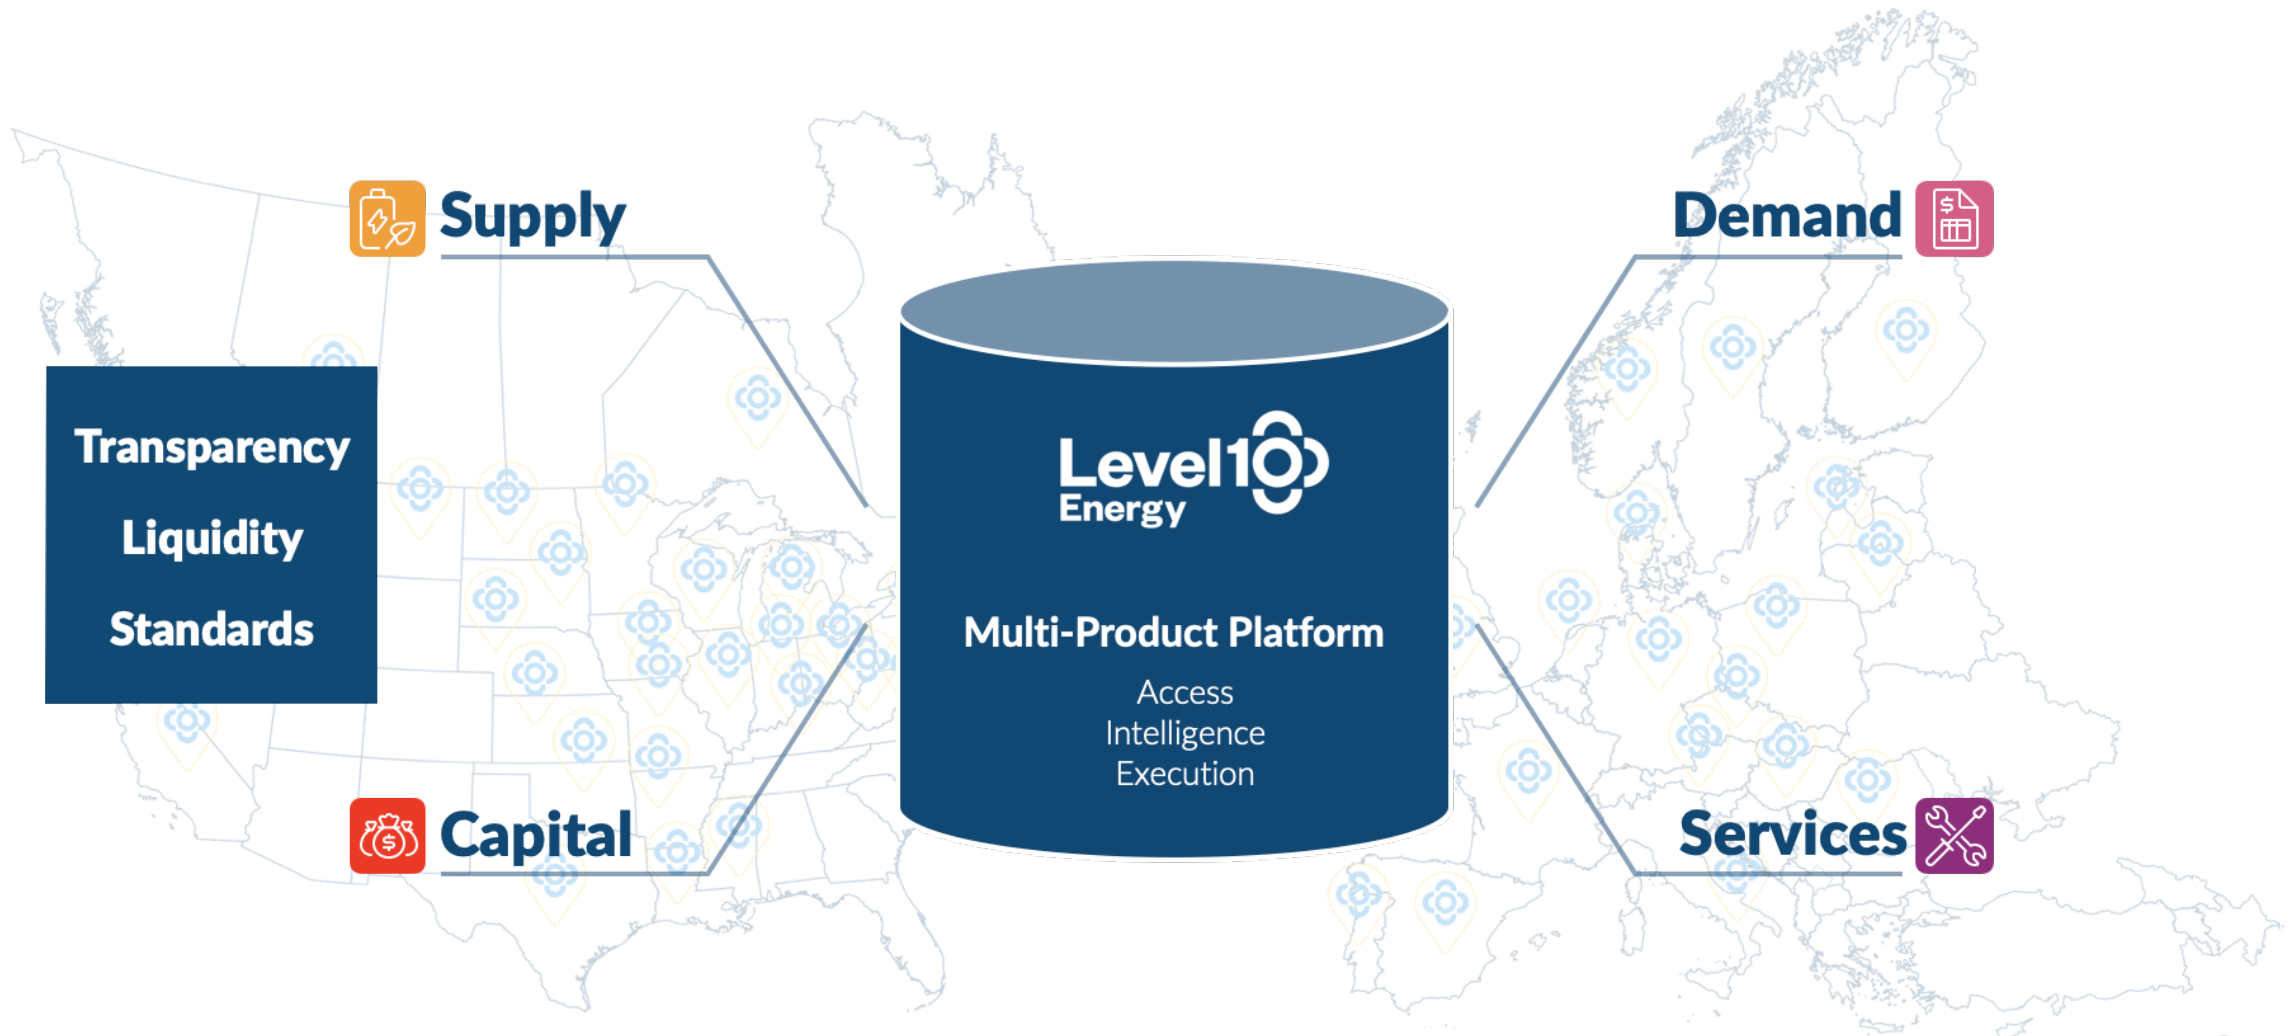 Supply
Demand
Transparency
Liquidity
Standards
Level10
Energy
Multi-Product Platform
Access
Intelligence
Execution
Capital
Services
$
$